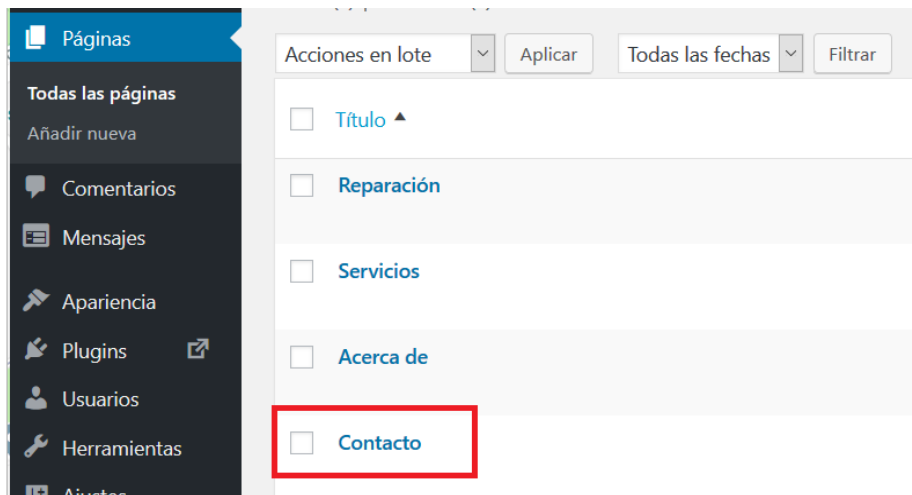 Páginas
Todas las páginas
Añadir nueva
Comentarios
Mensajes
Apariencia
Plugins
Usuarios
Herramientas
Ajustes
Acciones en lote
Aplicar
Todas las fechas
Filtrar
Título
Reparación
Servicios
Acerca de
Contacto